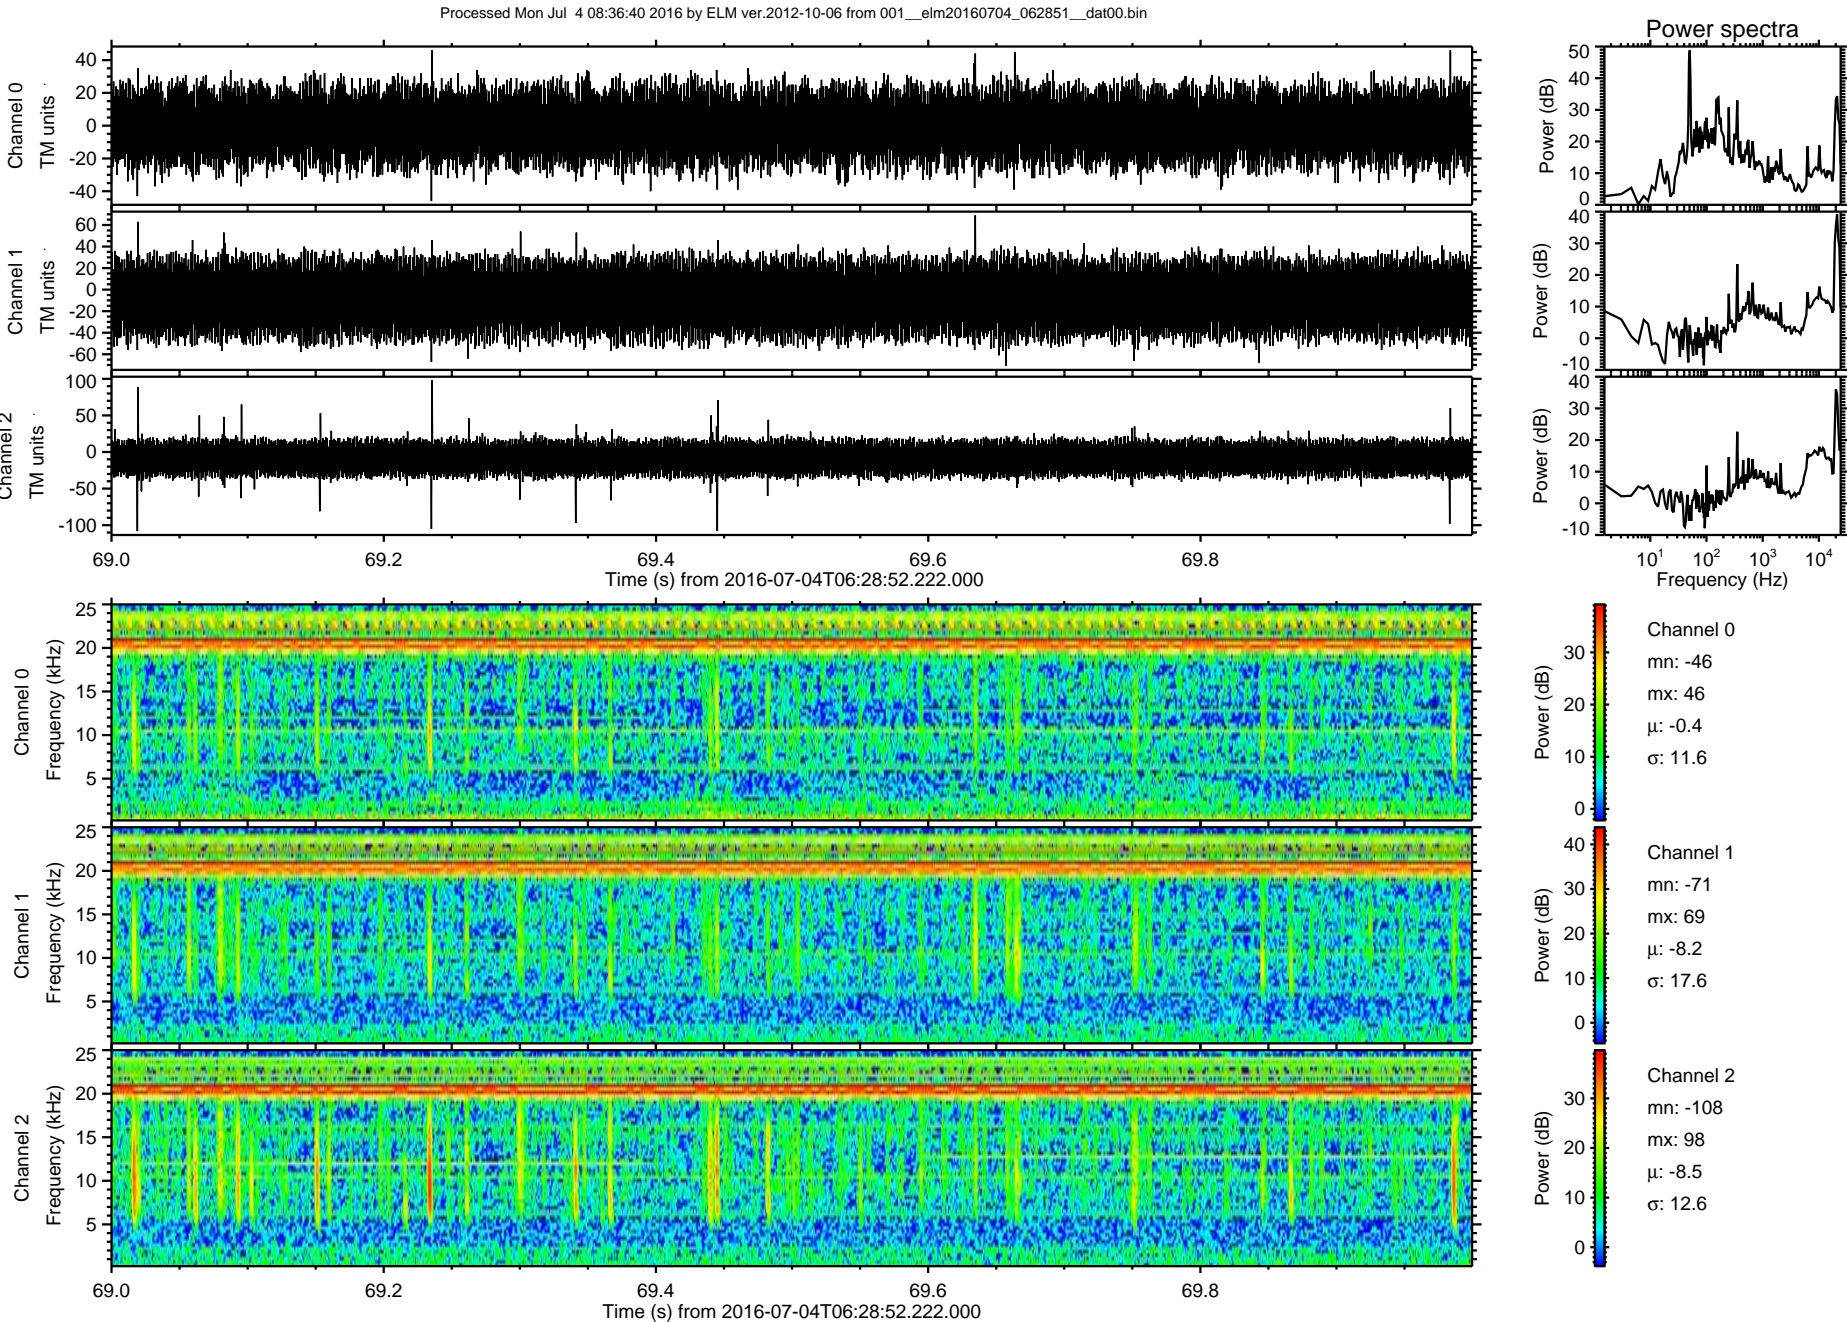 Processed Mon Jul 4 08:36:40 2016 by ELM ver.2012-10-06 from 001__elm20160704_062851__dat00.bin
Power spectra
Channel 0
TM units
40
20
0
-20
-40
Power (dB)
50
40
30
20
10
0
Channel 1
TM units
60
40
20
0
-20
-40
-60
Power (dB)
40
30
20
10
0
-10
Channel 2
TM units
100
50
0
-50
-100
Power (dB)
40
30
20
10
0
-10
69.0 69.2 69.4 69.6 69.8
Time (s) from 2016-07-04T06:28:52.222.000
10^1 10^2 10^3 10^4
Frequency (Hz)
Channel 0
Frequency (kHz)
25
20
15
10
5
Power (dB)
30
20
10
0
Channel 0
mn: -46
mx: 46
μ: -0.4
σ: 11.6
Channel 1
Frequency (kHz)
25
20
15
10
5
Power (dB)
40
30
20
10
0
Channel 1
mn: -71
mx: 69
μ: -8.2
σ: 17.6
Channel 2
Frequency (kHz)
25
20
15
10
5
Power (dB)
30
20
10
0
Channel 2
mn: -108
mx: 98
μ: -8.5
σ: 12.6
69.0 69.2 69.4 69.6 69.8
Time (s) from 2016-07-04T06:28:52.222.000